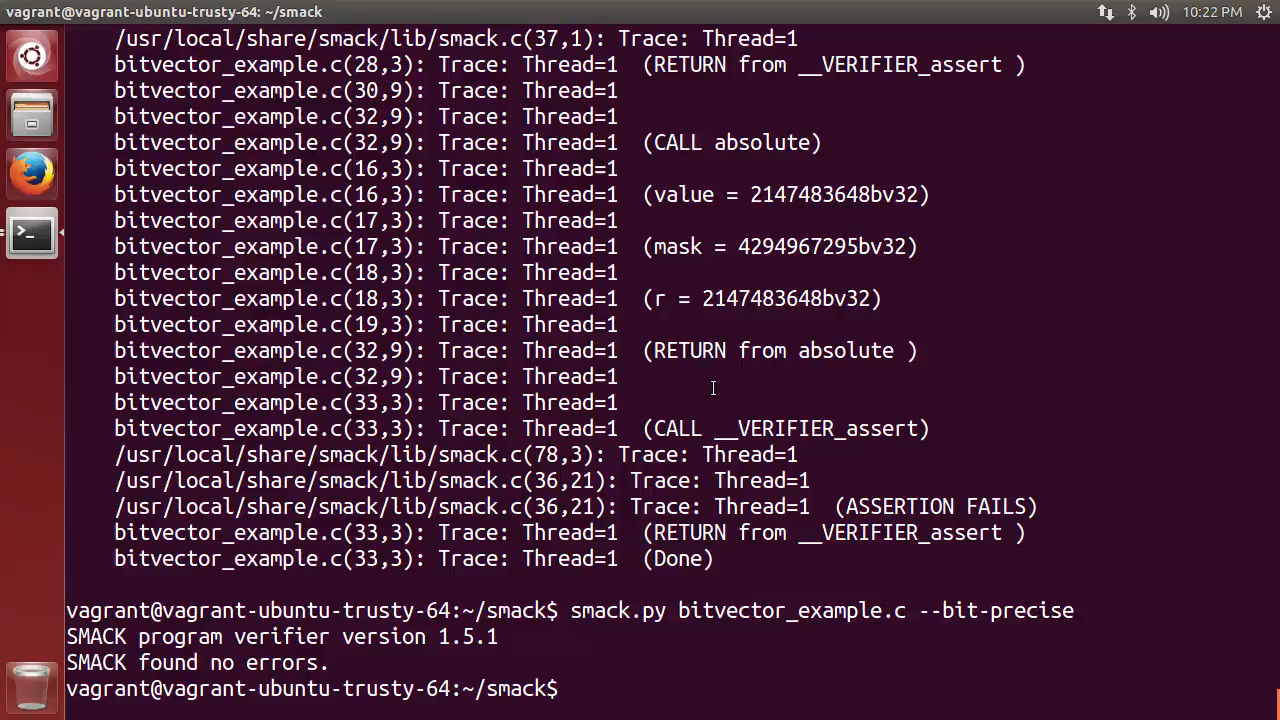 vagrant@vagrant-ubuntu-trusty-64: ~/smack 10:22 PM
/usr/local/share/smack/lib/smack.c(37,1): Trace: Thread=1
bitvector_example.c(28,3): Trace: Thread=1 (RETURN from __VERIFIER_assert )
bitvector_example.c(30,9): Trace: Thread=1
bitvector_example.c(32,9): Trace: Thread=1
bitvector_example.c(32,9): Trace: Thread=1 (CALL absolute)
bitvector_example.c(16,3): Trace: Thread=1
bitvector_example.c(16,3): Trace: Thread=1 (value = 2147483648bv32)
bitvector_example.c(17,3): Trace: Thread=1
bitvector_example.c(17,3): Trace: Thread=1 (mask = 4294967295bv32)
bitvector_example.c(18,3): Trace: Thread=1
bitvector_example.c(18,3): Trace: Thread=1 (r = 2147483648bv32)
bitvector_example.c(19,3): Trace: Thread=1
bitvector_example.c(32,9): Trace: Thread=1 (RETURN from absolute )
bitvector_example.c(32,9): Trace: Thread=1
bitvector_example.c(33,3): Trace: Thread=1
bitvector_example.c(33,3): Trace: Thread=1 (CALL __VERIFIER_assert)
/usr/local/share/smack/lib/smack.c(78,3): Trace: Thread=1
/usr/local/share/smack/lib/smack.c(36,21): Trace: Thread=1
/usr/local/share/smack/lib/smack.c(36,21): Trace: Thread=1 (ASSERTION FAILS)
bitvector_example.c(33,3): Trace: Thread=1 (RETURN from __VERIFIER_assert )
bitvector_example.c(33,3): Trace: Thread=1 (Done)
vagrant@vagrant-ubuntu-trusty-64:~/smack$ smack.py bitvector_example.c --bit-precise
SMACK program verifier version 1.5.1
SMACK found no errors.
vagrant@vagrant-ubuntu-trusty-64:~/smack$